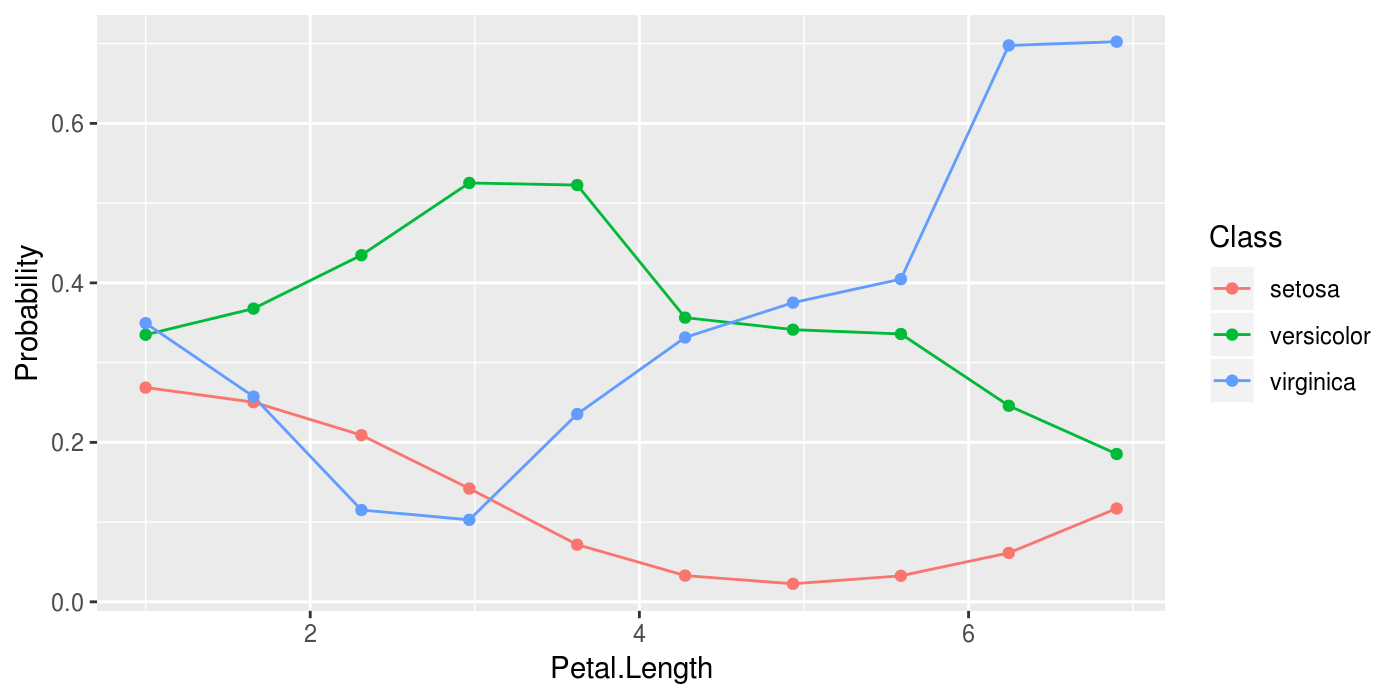 0.6
0.4
0.2
0.0
Probability
2 4 6
Petal.Length
Class
setosa
versicolor
virginica